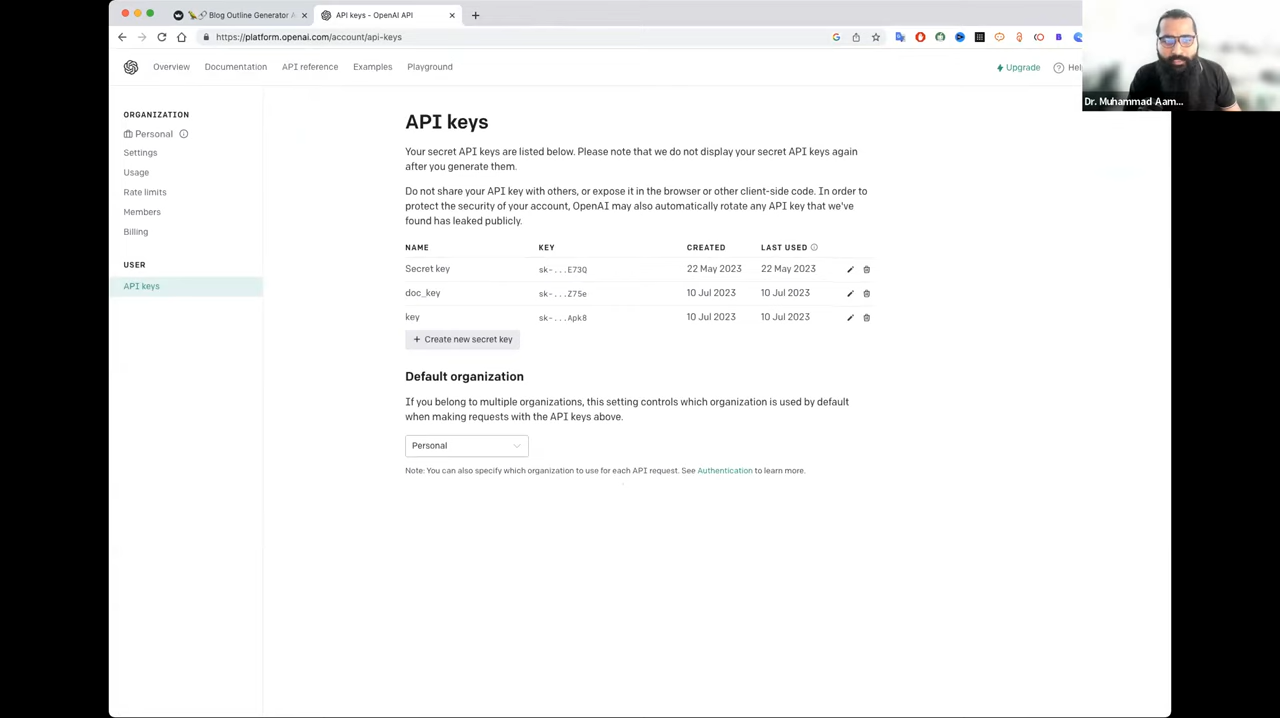 Blog Outline Generator A
API keys - OpenAI API
https://platform.openai.com/account/api-keys
Overview Documentation API reference Examples Playground Upgrade Hel
Dr. Muhammad Aam...
ORGANIZATION
Personal
Settings
Usage
Rate limits
Members
Billing
USER
API keys
API keys
Your secret API keys are listed below. Please note that we do not display your secret API keys again
after you generate them.
Do not share your API key with others, or expose it in the browser or other client-side code. In order to
protect the security of your account, OpenAI may also automatically rotate any API key that we've
found has leaked publicly.
NAME KEY CREATED LAST USED
Secret key sk-...E73Q 22 May 2023 22 May 2023
doc_key sk-...Z75e 10 Jul 2023 10 Jul 2023
key sk-...Apk8 10 Jul 2023 10 Jul 2023
+ Create new secret key
Default organization
If you belong to multiple organizations, this setting controls which organization is used by default
when making requests with the API keys above.
Personal
Note: You can also specify which organization to use for each API request. See Authentication to learn more.